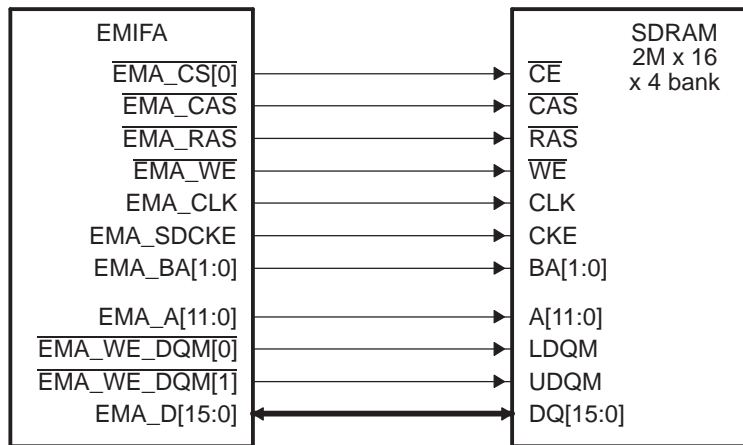 EMIFA
EMA_CS[0]
EMA_CAS
EMA_RAS
EMA_WE
EMA_CLK
EMA_SDCKE
EMA_BA[1:0]
EMA_A[11:0]
EMA_WE_DQM[0]
EMA_WE_DQM[1]
EMA_D[15:0]
SDRAM
2M x 16
x 4 bank
CE
CAS
RAS
WE
CLK
CKE
BA[1:0]
A[11:0]
LDQM
UDQM
DQ[15:0]